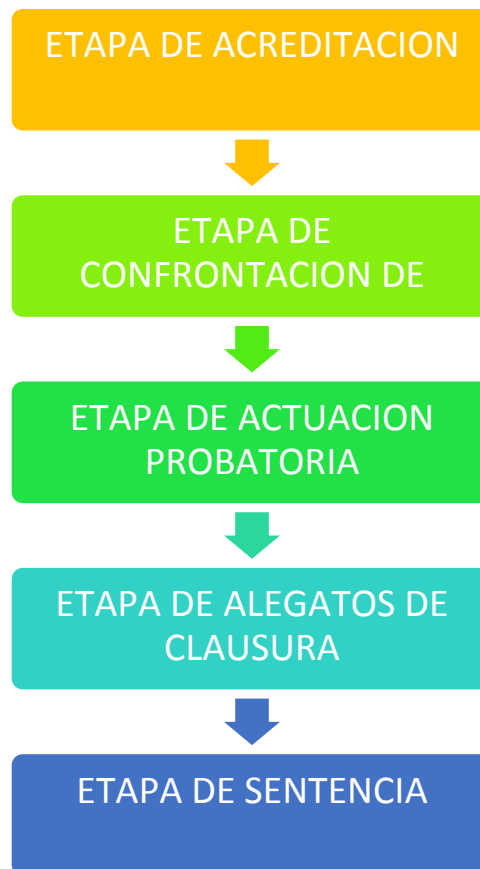 ETAPA DE ACREDITACION
ETAPA DE
CONFRONTACION DE
ETAPA DE ACTUACION
PROBATORIA
ETAPA DE ALEGATOS DE
CLAUSURA
ETAPA DE SENTENCIA